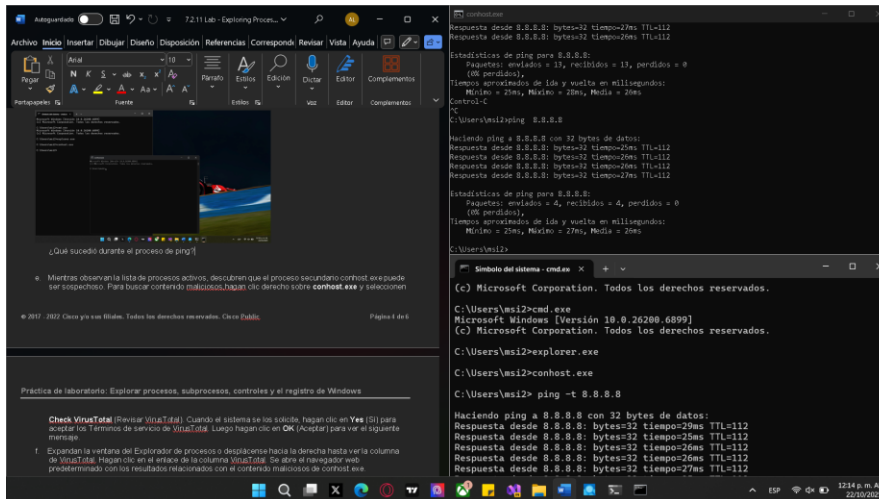 Autoguardado
7.2.11 Lab - Exploring Proces...
AL
Archivo Inicio Insertar Dibujar Diseño Disposición Referencias Correspond Revisar Vista Ayuda
Arial
10
N K S ab x x Ap
Aa A A
Pegar
Párrafo
Estilos
Edición
Dictar
Editor
Complementos
Portapapeles
Fuente
Estilos
Voz
Editor
Complementos
¿Qué sucedió durante el proceso de ping?
e. Mientras observan la lista de procesos activos, descubren que el proceso secundario conhost.exe puede
ser sospechoso. Para buscar contenido maliciosos,hagan clic derecho sobre conhost.exe y seleccionen
© 2017 - 2022 Cisco y/o sus filiales. Todos los derechos reservados. Cisco Public.
Página 4 de 6
Práctica de laboratorio: Explorar procesos, subprocesos, controles y el registro de Windows
Check VirusTotal (Revisar VirusTotal). Cuando el sistema se los solicite, hagan clic en Yes (Sí) para
aceptar los Términos de servicio de VirusTotal. Luego hagan clic en OK (Aceptar) para ver el siguiente
mensaje.
f. Expandan la ventana del Explorador de procesos o desplácense hacia la derecha hasta ver la columna
de VirusTotal. Hagan clic en el enlace de la columna VirusTotal. Se abre el navegador web
predeterminado con los resultados relacionados con el contenido maliciosos de conhost.exe.
conhost.exe
Respuesta desde 8.8.8.8: bytes=32 tiempo=27ms TTL=112
Respuesta desde 8.8.8.8: bytes=32 tiempo=26ms TTL=112
Estadísticas de ping para 8.8.8.8:
Paquetes: enviados = 13, recibidos = 13, perdidos = 0
(0% perdidos),
Tiempos aproximados de ida y vuelta en milisegundos:
Mínimo = 25ms, Máximo = 28ms, Media = 26ms
Control-C
^C
C:\Users\msi2>ping 8.8.8.8
Haciendo ping a 8.8.8.8 con 32 bytes de datos:
Respuesta desde 8.8.8.8: bytes=32 tiempo=25ms TTL=112
Respuesta desde 8.8.8.8: bytes=32 tiempo=26ms TTL=112
Respuesta desde 8.8.8.8: bytes=32 tiempo=26ms TTL=112
Respuesta desde 8.8.8.8: bytes=32 tiempo=27ms TTL=112
Estadísticas de ping para 8.8.8.8:
Paquetes: enviados = 4, recibidos = 4, perdidos = 0
(0% perdidos),
Tiempos aproximados de ida y vuelta en milisegundos:
Mínimo = 25ms, Máximo = 27ms, Media = 26ms
C:\Users\msi2>
Símbolo del sistema - cmd.ex
(c) Microsoft Corporation. Todos los derechos reservados.
C:\Users\msi2>cmd.exe
Microsoft Windows [Versión 10.0.26200.6899]
(c) Microsoft Corporation. Todos los derechos reservados.
C:\Users\msi2>explorer.exe
C:\Users\msi2>conhost.exe
C:\Users\msi2> ping -t 8.8.8.8
Haciendo ping a 8.8.8.8 con 32 bytes de datos:
Respuesta desde 8.8.8.8: bytes=32 tiempo=29ms TTL=112
Respuesta desde 8.8.8.8: bytes=32 tiempo=26ms TTL=112
Respuesta desde 8.8.8.8: bytes=32 tiempo=25ms TTL=112
Respuesta desde 8.8.8.8: bytes=32 tiempo=26ms TTL=112
Respuesta desde 8.8.8.8: bytes=32 tiempo=27ms TTL=112
ESP
12:14 p. m.
22/10/202